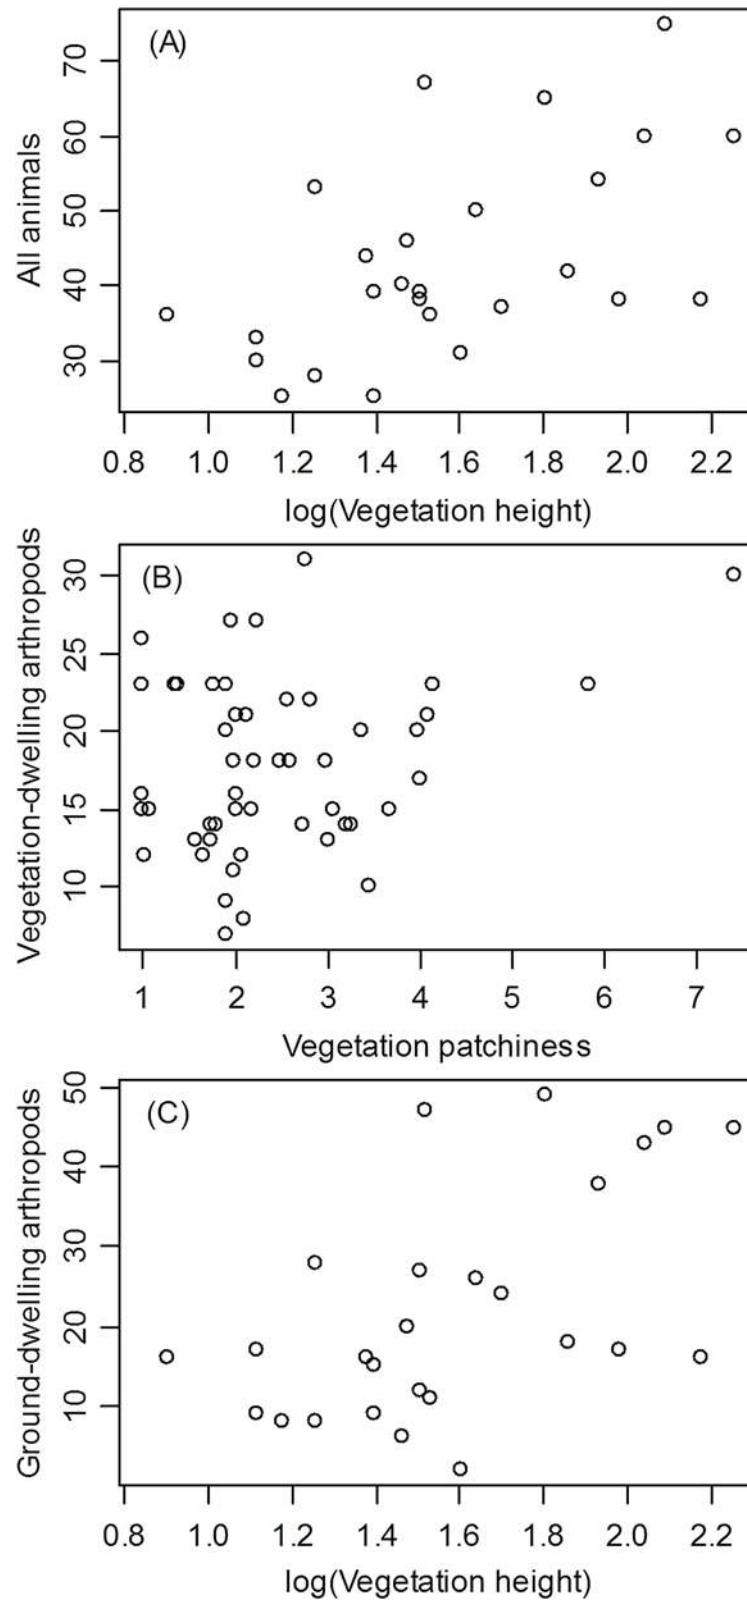 (A)
All animals
70
60
50
40
30
0.8 1.0 1.2 1.4 1.6 1.8 2.0 2.2
log(Vegetation height)
(B)
Vegetation-dwelling arthropods
30
25
20
15
10
1 2 3 4 5 6 7
Vegetation patchiness
(C)
Ground-dwelling arthropods
50
40
30
20
10
0.8 1.0 1.2 1.4 1.6 1.8 2.0 2.2
log(Vegetation height)